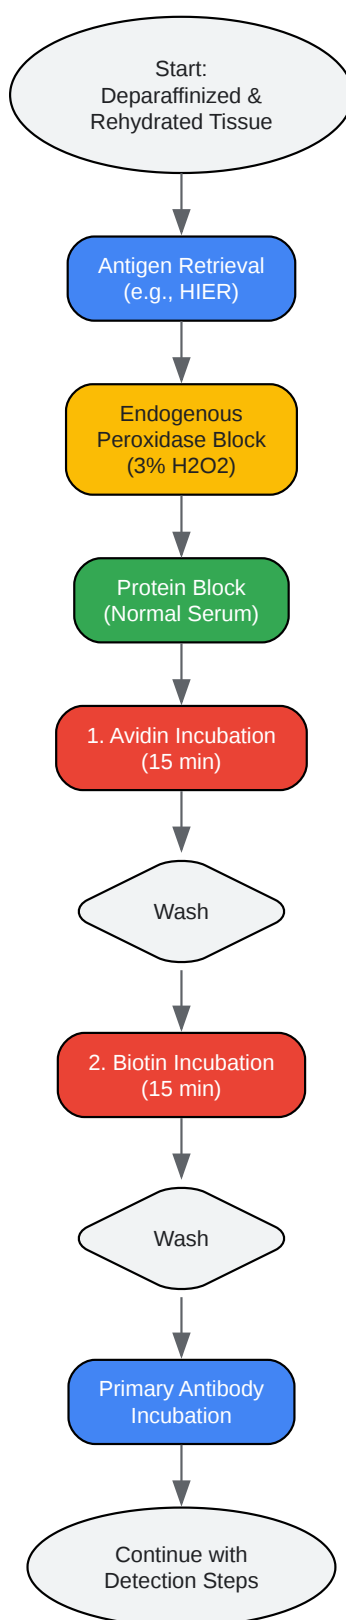 Start:
Deparaffinized &
Rehydrated Tissue
Antigen Retrieval
(e.g., HIER)
Endogenous
Peroxidase Block
(3% H2O2)
Protein Block
(Normal Serum)
1. Avidin Incubation
(15 min)
Wash
2. Biotin Incubation
(15 min)
Wash
Primary Antibody
Incubation
Continue with
Detection Steps